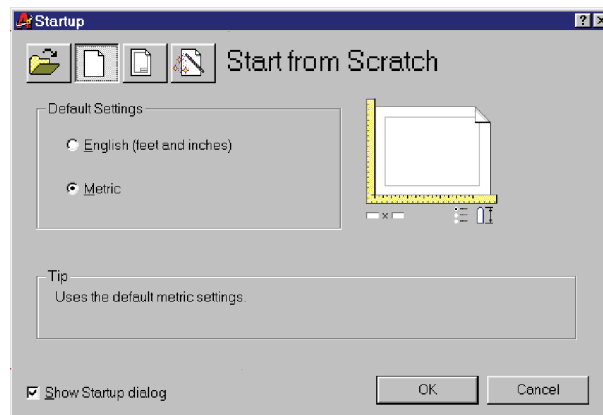 Startup
Start from Scratch
Default Settings
English (feet and inches)
Metric
Tip
Uses the default metric settings.
Show Startup dialog
OK
Cancel